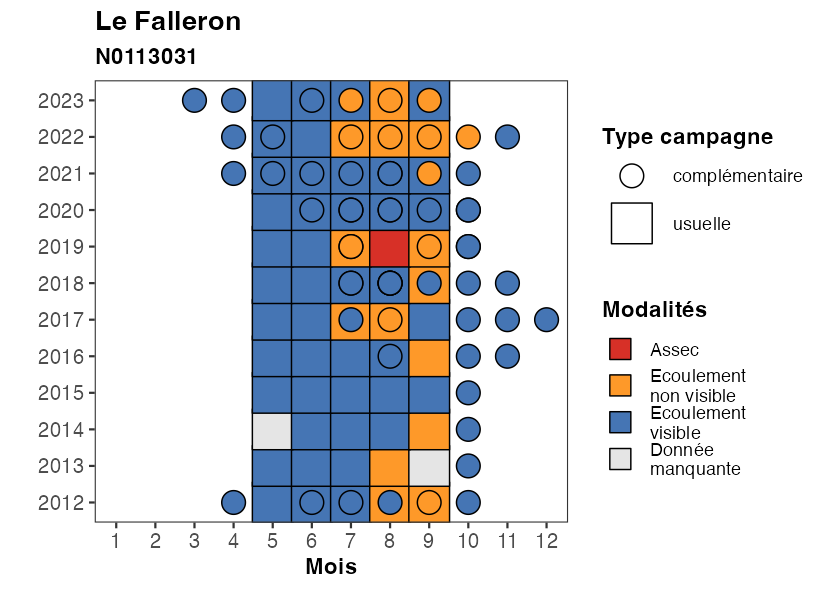 Le Falleron
N0113031
2023
2022
2021
2020
2019
2018
2017
2016
2015
2014
2013
2012
1 2 3 4 5 6 7 8 9 10 11 12
Mois
Type campagne
complémentaire
usuelle
Modalités
Assec
Ecoulement
non visible
Ecoulement
visible
Donnée
manquante